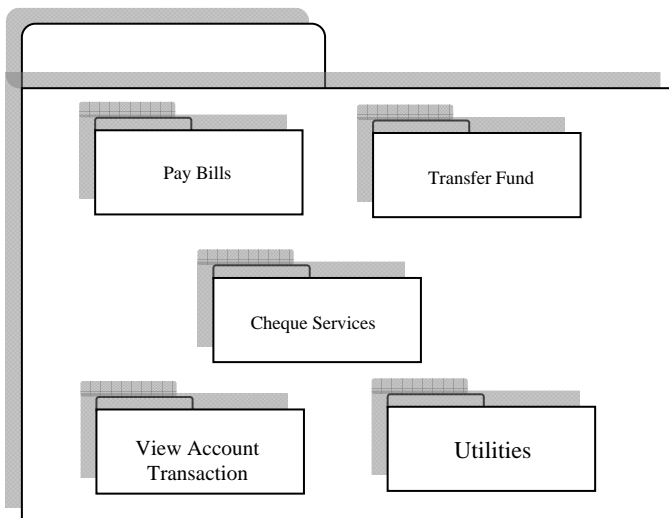 Pay Bills
Transfer Fund
Cheque Services
View Account
Transaction
Utilities